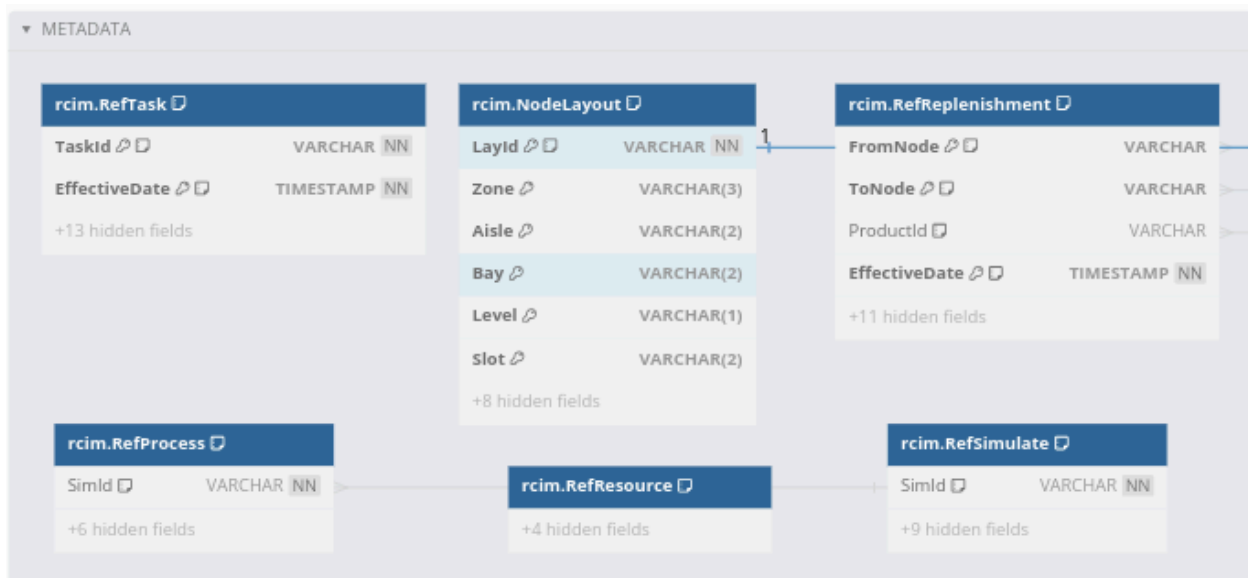 METADATA
rcim.RefTask
TaskId VARCHAR NN
EffectiveDate TIMESTAMP NN
+13 hidden fields
rcim.NodeLayout
LayId VARCHAR NN
Zone VARCHAR(3)
Aisle VARCHAR(2)
Bay VARCHAR(2)
Level VARCHAR(1)
Slot VARCHAR(2)
+8 hidden fields
1
rcim.RefReplenishment
FromNode VARCHAR
ToNode VARCHAR
ProductId VARCHAR
EffectiveDate TIMESTAMP NN
+11 hidden fields
rcim.RefProcess
SimId VARCHAR NN
+6 hidden fields
rcim.RefResource
+4 hidden fields
rcim.RefSimulate
SimId VARCHAR NN
+9 hidden fields